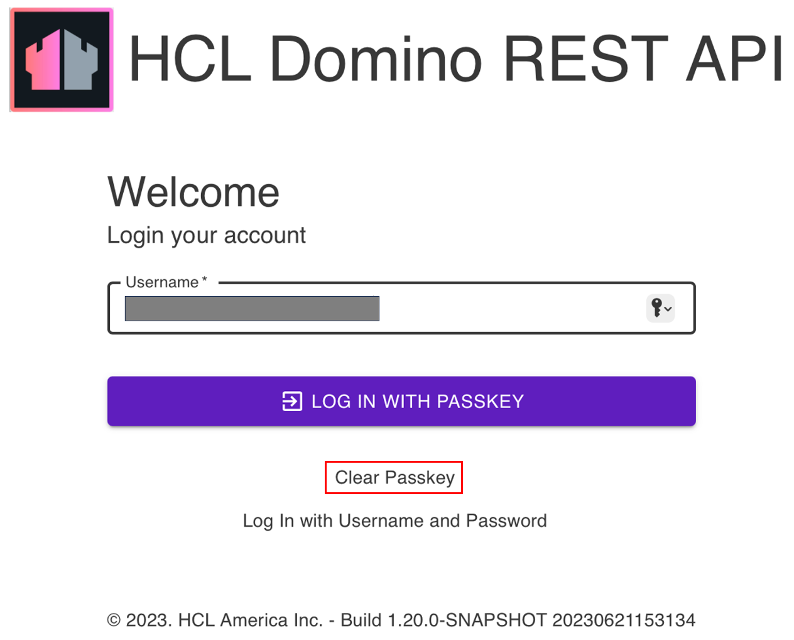 HCL Domino REST API
Welcome
Login your account
Username *
LOG IN WITH PASSKEY
Clear Passkey
Log In with Username and Password
© 2023. HCL America Inc. - Build 1.20.0-SNAPSHOT 20230621153134